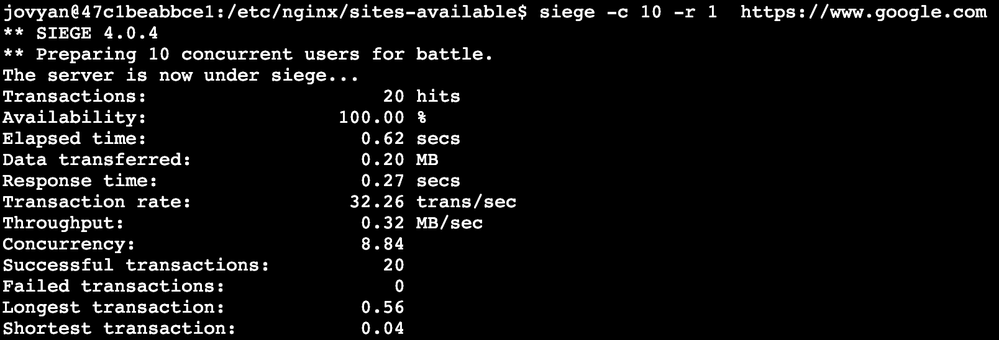 jovyan@47c1beabbce1:/etc/nginx/sites-available$ siege -c 10 -r 1  https://www.google.com
** SIEGE 4.0.4
** Preparing 10 concurrent users for battle.
The server is now under siege...
Transactions:                     20 hits
Availability:                 100.00 %
Elapsed time:                   0.62 secs
Data transferred:               0.20 MB
Response time:                  0.27 secs
Transaction rate:              32.26 trans/sec
Throughput:                     0.32 MB/sec
Concurrency:                    8.84
Successful transactions:          20
Failed transactions:               0
Longest transaction:            0.56
Shortest transaction:           0.04